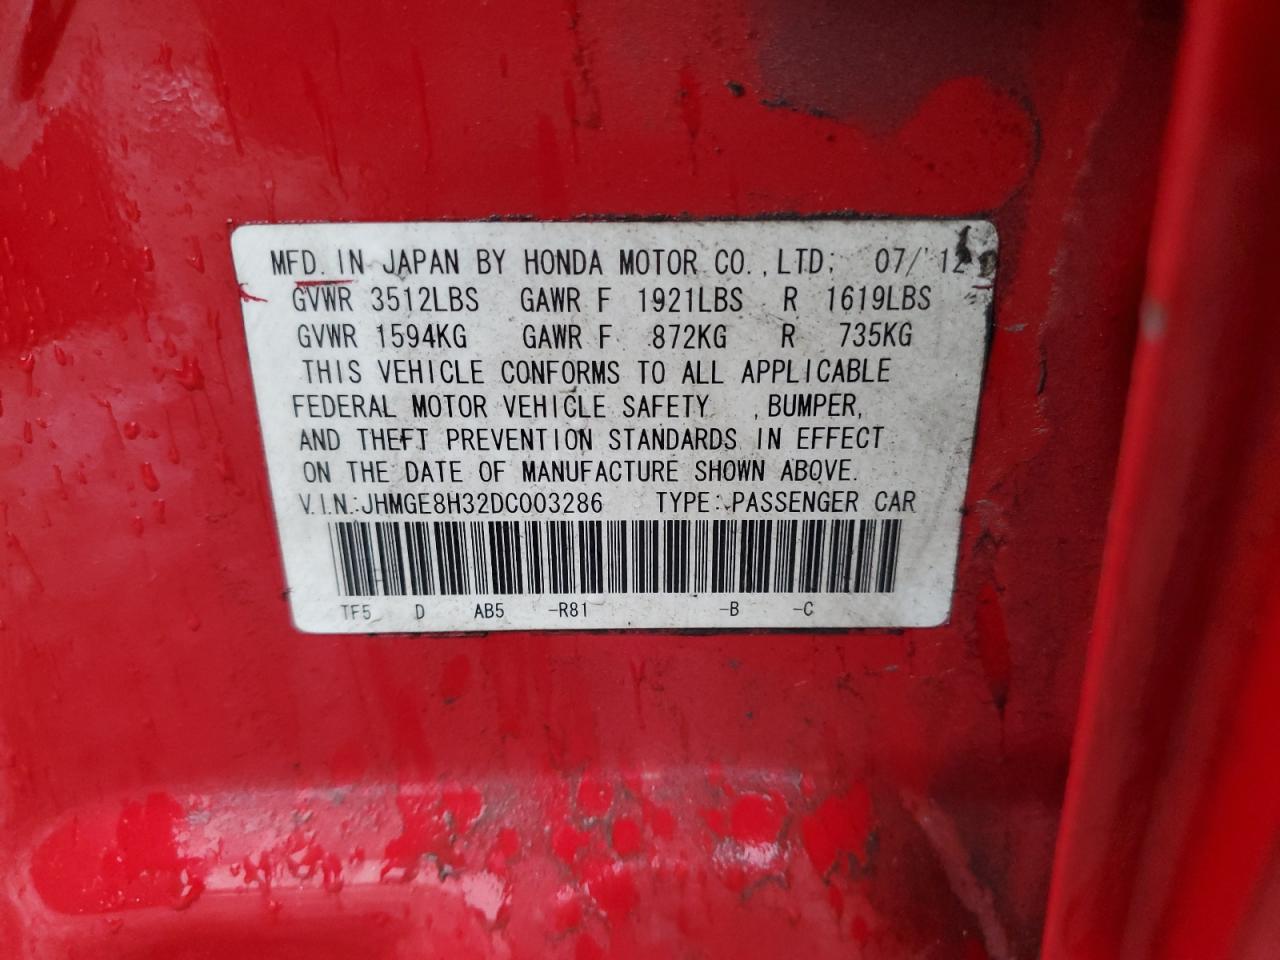 MFD. IN JAPAN BY HONDA MOTOR CO., LTD. 07/12
GVWR 3512LBS GAWR F 1921LBS R 1619LBS
GVWR 1594KG GAWR F 872KG R 735KG
THIS VEHICLE CONFORMS TO ALL APPLICABLE
FEDERAL MOTOR VEHICLE SAFETY , BUMPER,
AND THEFT PREVENTION STANDARDS IN EFFECT
ON THE DATE OF MANUFACTURE SHOWN ABOVE.
V.I.N.:JHMGE8H32DC003286 TYPE:PASSENGER CAR
TF5 D AB5 -R81 -B -C